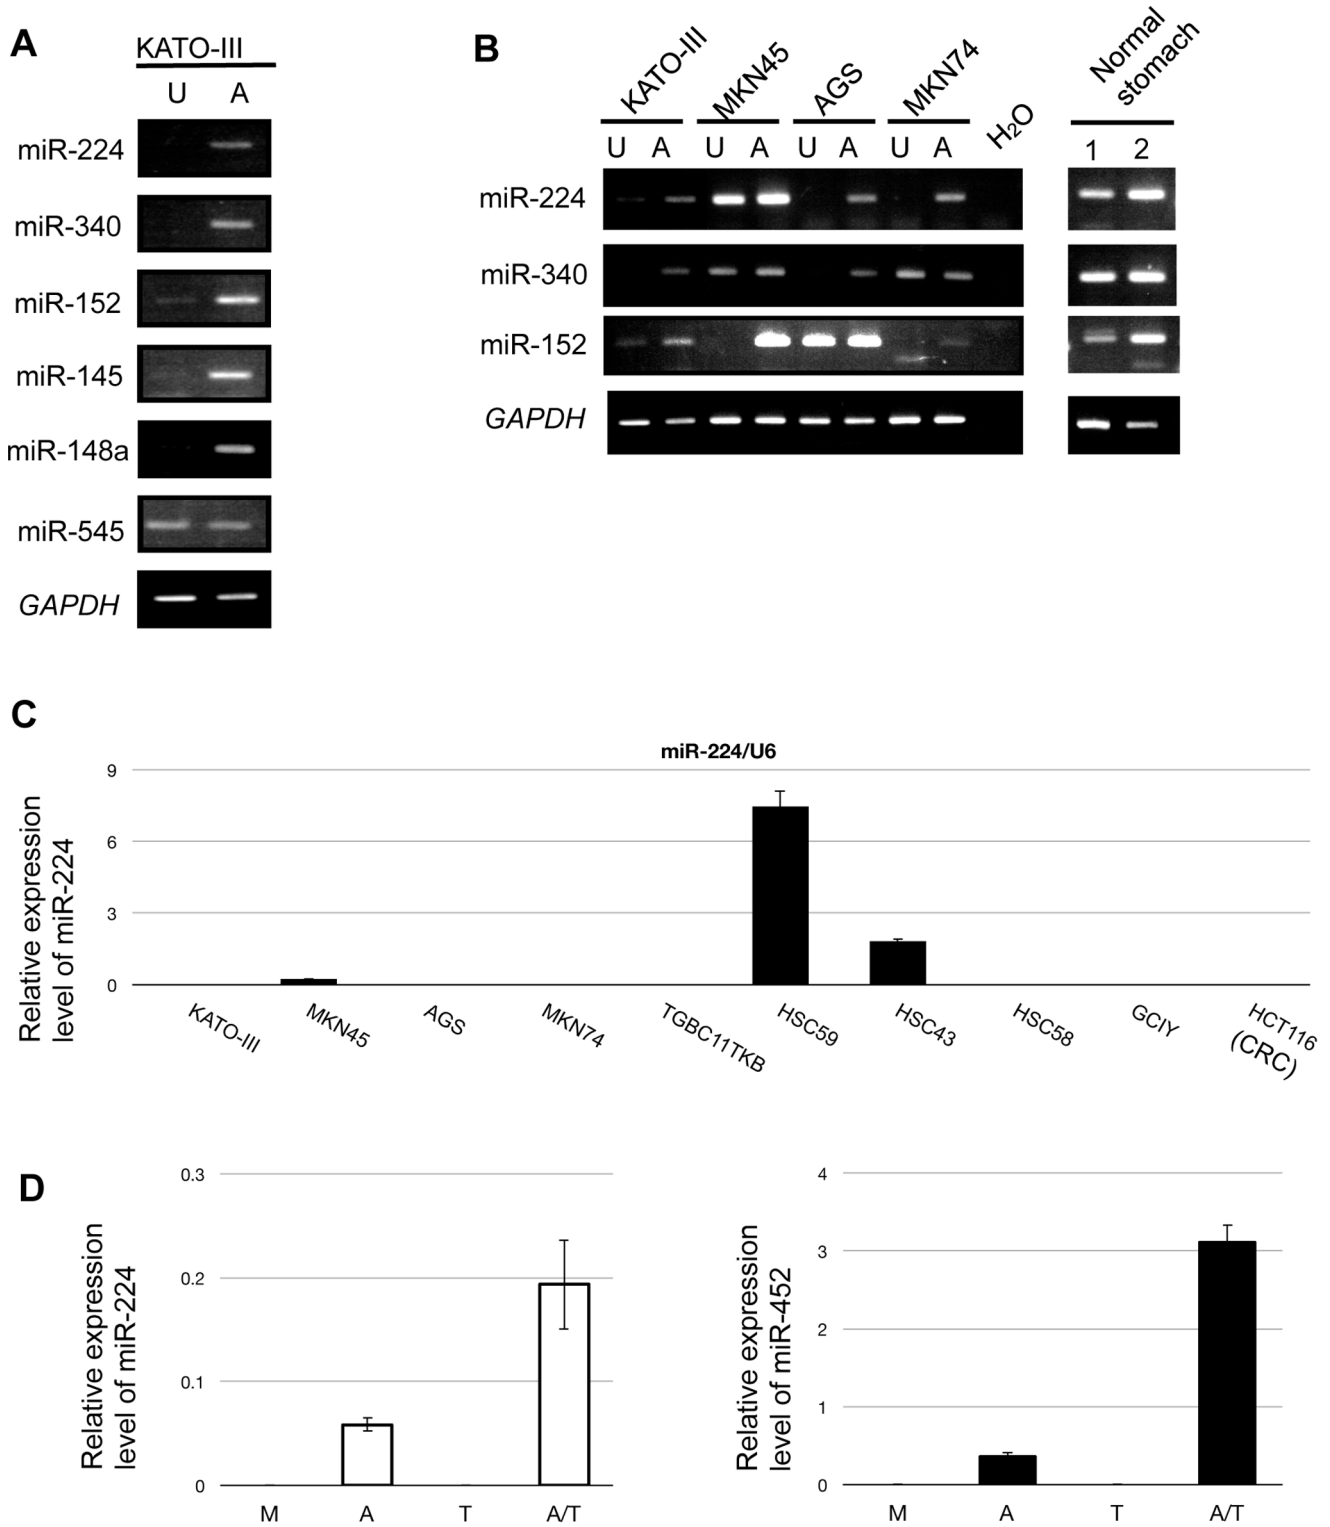 A
KATO-III
U A
miR-224
miR-340
miR-152
miR-145
miR-148a
miR-545
GAPDH
B
KATO-III
MKN45
AGS
MKN74
H₂O
Normal
stomach
U A U A U A U A
1 2
miR-224
miR-340
miR-152
GAPDH
C
miR-224/U6
Relative expression
level of miR-224
9
6
3
0
KATO-III
MKN45
AGS
MKN74
TGBC11TKB
HSC59
HSC43
HSC58
GCIY
HCT116
(CRC)
D
Relative expression
level of miR-224
0.3
0.2
0.1
0
M A T A/T
Relative expression
level of miR-452
4
3
2
1
0
M A T A/T